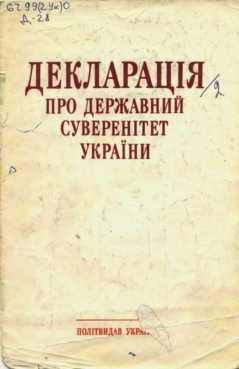 67.99(2Ук)0
Д-28
ДЕКЛАРАЦІЯ
ПРО ДЕРЖАВНИЙ
СУВЕРЕНІТЕТ
УКРАЇНИ
ПОЛІТВИДАВ